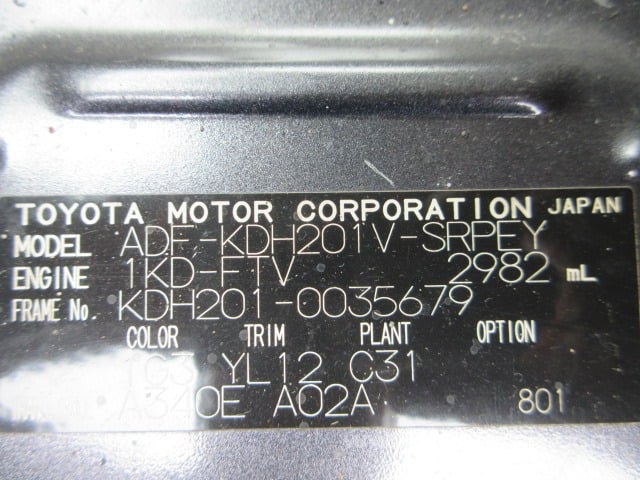 TOYOTA MOTOR CORPORATION JAPAN
MODEL ADF-KDH201V-SRPEY
ENGINE 1KD-FTV 2982 mL
FRAME No. KDH201-0035679
COLOR TRIM PLANT OPTION
1C3 YL12 C31
A340E A02A 801